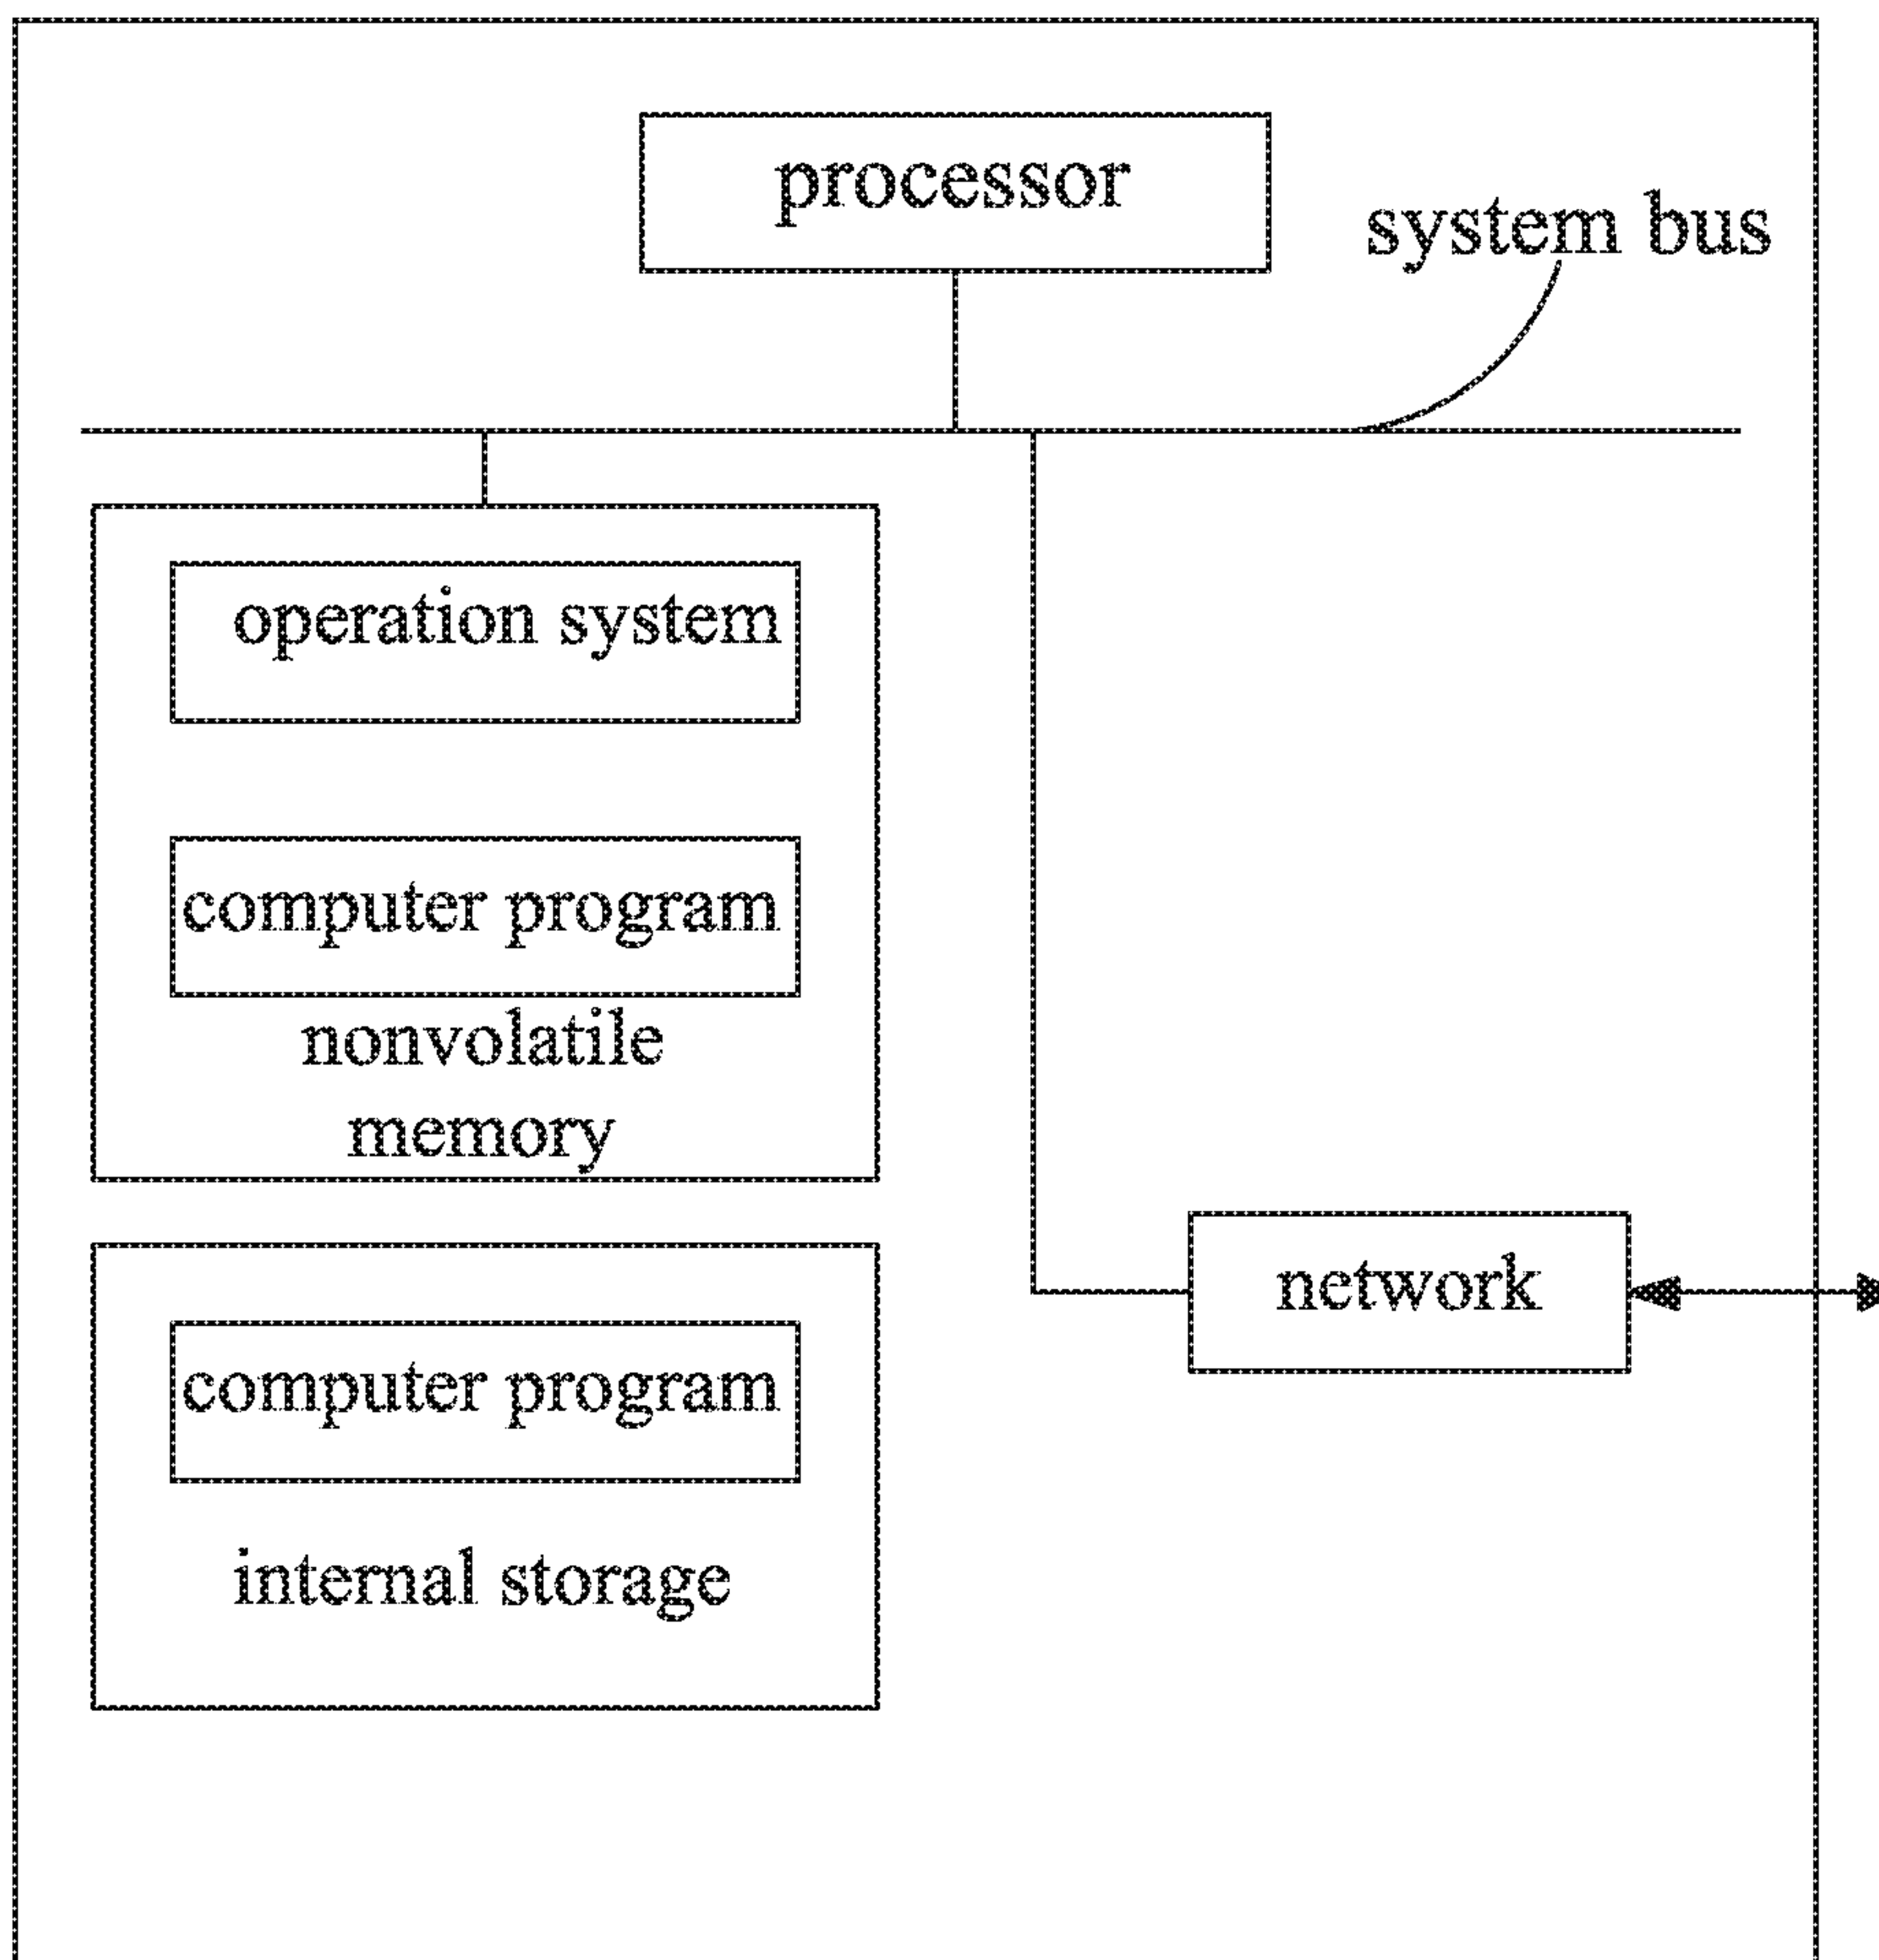 processor
system bus
operation system
computer program
nonvolatile
memory
network
computer program
internal storage